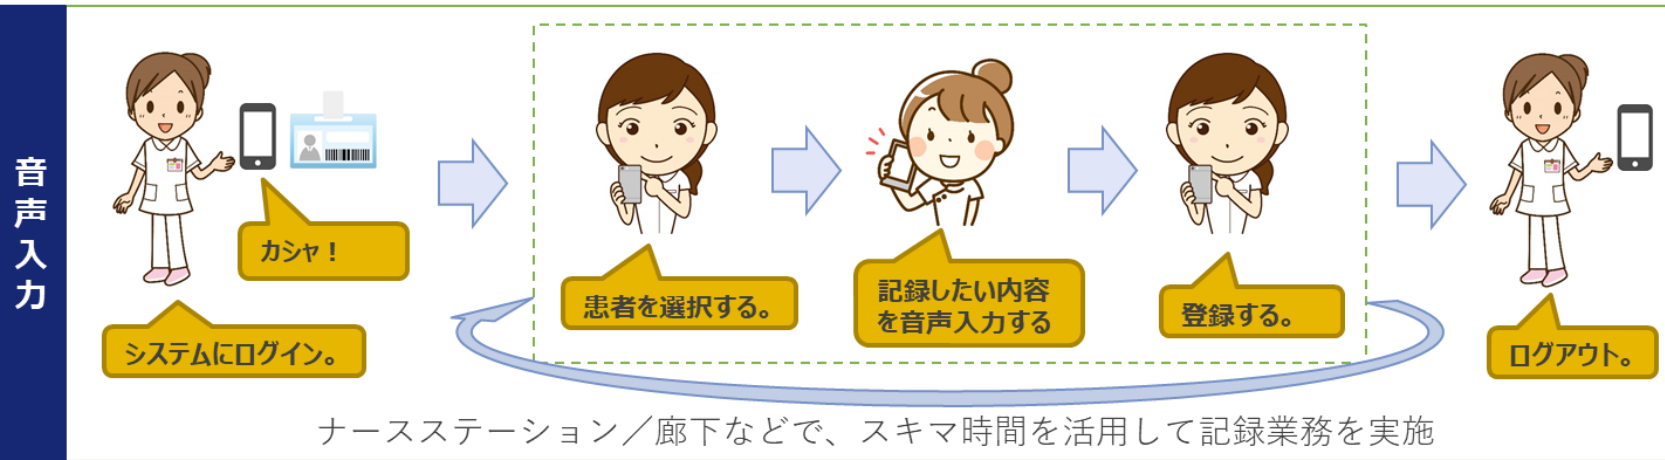 音声入力
カシャ！
システムにログイン。
患者を選択する。
記録したい内容
を音声入力する
登録する。
ログアウト。
ナースステーション／廊下などで、スキマ時間を活用して記録業務を実施